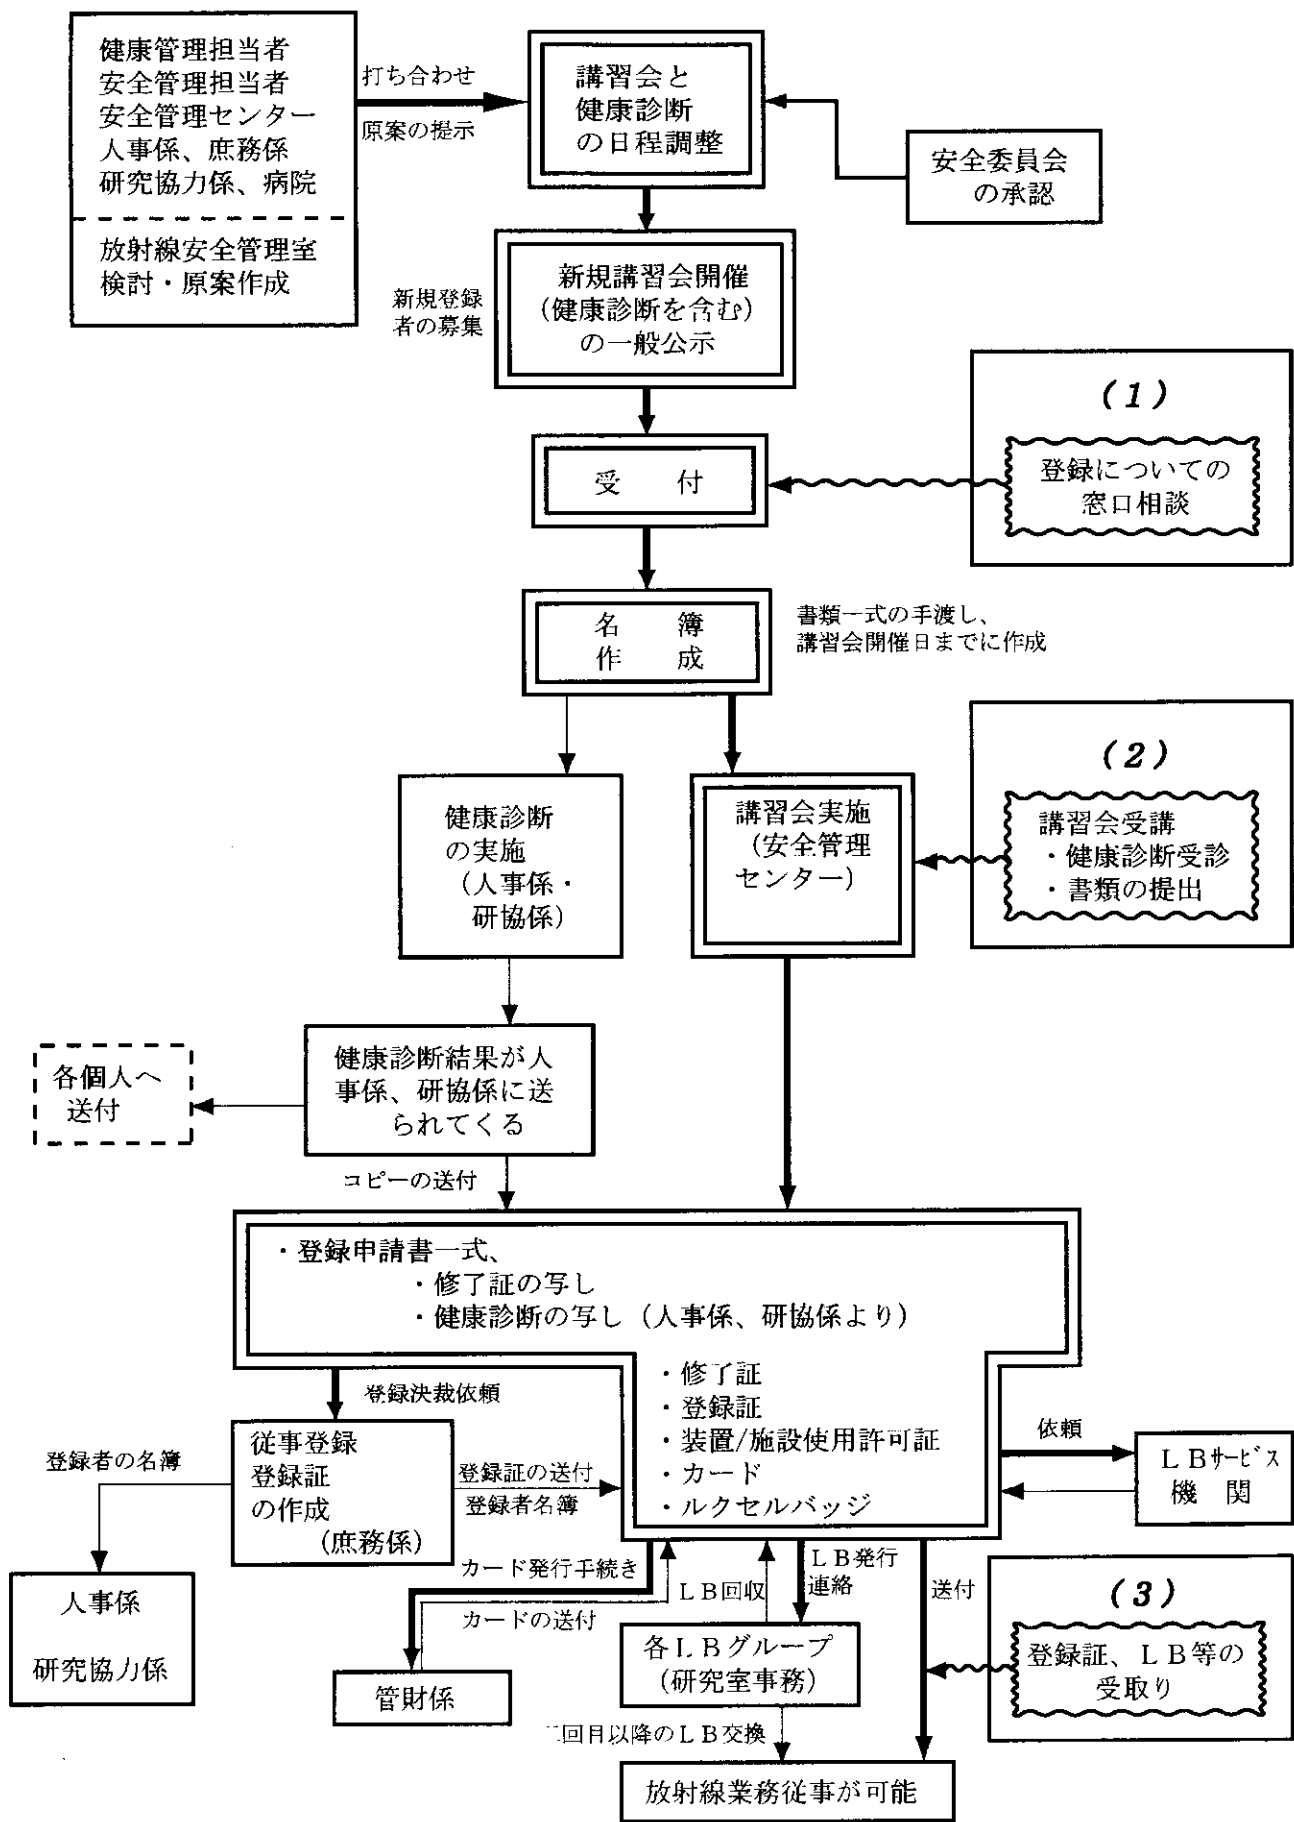 健康管理担当者
安全管理担当者
安全管理センター
人事係、庶務係
研究協力係、病院
放射線安全管理室
検討・原案作成
打ち合わせ
原案の提示
講習会と
健康診断
の日程調整
安全委員会
の承認
新規登録
者の募集
新規講習会開催
(健康診断を含む)
の一般公示
(1)
登録についての
窓口相談
受 付
名 簿
作 成
書類一式の手渡し、
講習会開催日までに作成
(2)
講習会受講
・健康診断受診
・書類の提出
健康診断
の実施
(人事係・
研協係)
講習会実施
(安全管理
センター)
各個人へ
送付
健康診断結果が人
事係、研協係に送
られてくる
コピーの送付
・登録申請書一式、
・修了証の写し
・健康診断の写し(人事係、研協係より)
・修了証
・登録証
・装置/施設使用許可証
・カード
・ルクセルバッジ
登録決裁依頼
従事登録
登録証
の作成
(庶務係)
登録者の名簿
登録証の送付
登録者名簿
依頼
LBサービス
機 関
人事係
研究協力係
カード発行手続き
カードの送付
管財係
LB回収
LB発行
連絡
送付
各LBグループ
(研究室事務)
(3)
登録証、LB等の
受取り
回目以降のLB交換
放射線業務従事が可能